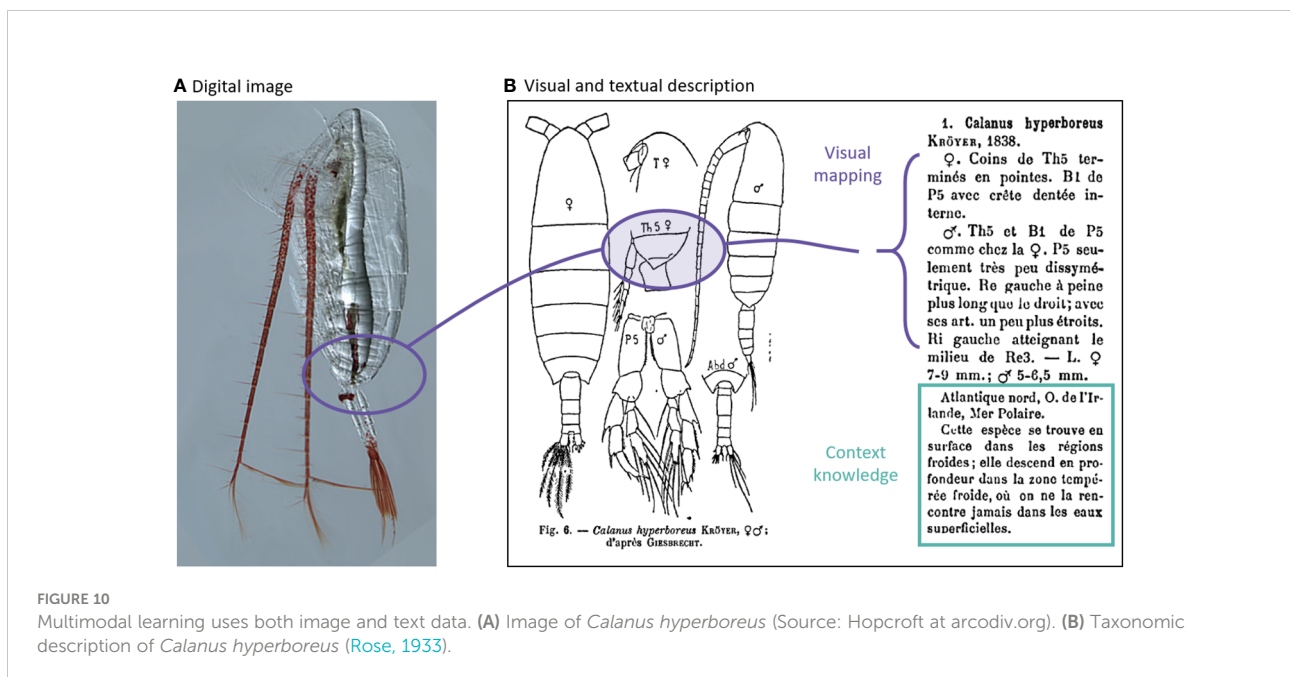 A Digital image
B Visual and textual description
♀
T ♀
♂
Th5 ♀
P5
♂
Abd ♂
Fig. 6. — Calanus hyperboreus KRÖYER, ♀♂;
d'après GIESBRECHT.
Visual
mapping
Context
knowledge
1. Calanus hyperboreus
KRÖYER, 1838.
♀. Coins de Th5 ter-
minés en pointes. B1 de
P5 avec crête dentée in-
terne.
♂. Th5 et B1 de P5
comme chez la ♀. P5 seu-
lement très peu dissymé-
trique. Re gauche à peine
plus long que le droit; avec
ses art. un peu plus étroits.
Ri gauche atteignant le
milieu de Re3. — L. ♀
7-9 mm.; ♂ 5-6,5 mm.
Atlantique nord, O. de l'Ir-
lande, Mer Polaire.
Cette espèce se trouve en
surface dans les régions
froides; elle descend en pro-
fondeur dans la zone tempé-
rée froide, où on ne la ren-
contre jamais dans les eaux
superficielles.
FIGURE 10
Multimodal learning uses both image and text data. (A) Image of Calanus hyperboreus (Source: Hopcroft at arcodiv.org). (B) Taxonomic
description of Calanus hyperboreus (Rose, 1933).